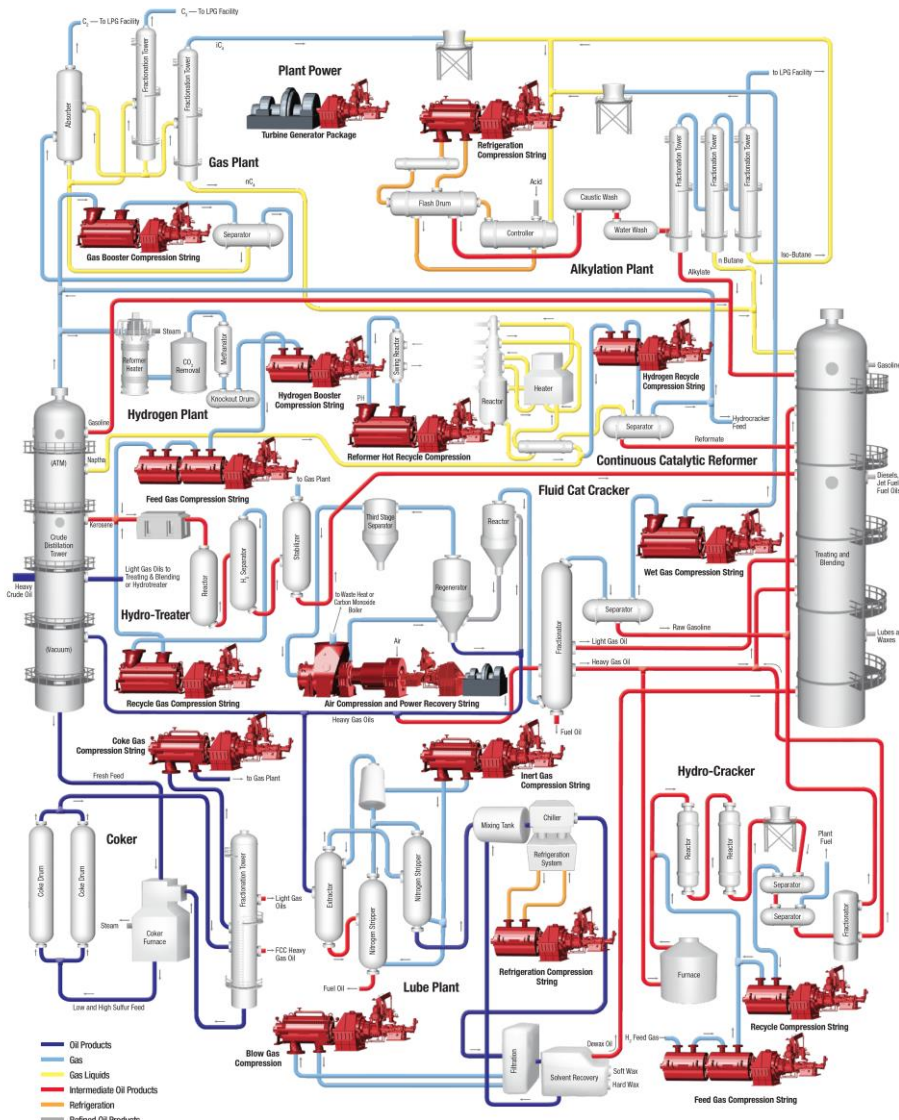 C₃ —To LPG Facility
C₃ —To LPG Facility
iC₄
Absorber
Fractionation Tower
Fractionation Tower
Plant Power
Turbine Generator Package
Gas Plant
nC₄
Gas Booster Compression String
Separator
Refrigeration
Compression String
Flash Drum
Acid
Controller
Caustic Wash
Water Wash
Alkylation Plant
to LPG Facility
Fractionation Tower
Fractionation Tower
Fractionation Tower
Iso-Butane
n Butane
Alkylate
Steam
Reformer
Heater
CO₂
Removal
Methanator
Knockout Drum
Hydrogen Plant
Hydrogen Booster
Compression String
Swing Reactor
PH
Reformer Hot Recycle Compression
Reactor
Heater
Hydrogen Recycle
Compression String
Separator
Hydrocracker
Feed
Reformate
Continuous Catalytic Reformer
Gasoline
(ATM)
Naptha
Kerosene
Crude
Distillation
Tower
Heavy
Crude Oil
(Vacuum)
Feed Gas Compression String
to Gas Plant
Light Gas Oils to
Treating & Blending
or Hydrotreater
Reactor
H₂ Separator
Stabilizer
Hydro-Treater
Recycle Gas Compression String
Third Stage
Separator
Reactor
Regenerator
Fluid Cat Cracker
to Waste Heat or
Carbon Monoxide
Boiler
Air
Air Compression and Power Recovery String
Heavy Gas Oils
Fractionator
Fuel Oil
Separator
Wet Gas Compression String
Raw Gasoline
Light Gas Oil
Heavy Gas Oil
Gasoline
Diesels,
Jet Fuel
Fuel Oils
Treating and
Blending
Lubes a
Waxes
Coke Gas
Compression String
to Gas Plant
Fresh Feed
Coker
Coke Drum
Coke Drum
Steam
Coker
Furnace
Fractionation Tower
Light Gas
Oils
FCC Heavy
Gas Oil
Low and High Sulfur Feed
Inert Gas
Compression String
Extractor
Nitrogen Stripper
Nitrogen Stripper
Fuel Oil
Lube Plant
Mixing Tank
Chiller
Refrigeration
System
Refrigeration Compression
String
Blow Gas
Compression
Filtration
Solvent Recovery
Dewax Oil
Soft Wax
Hard Wax
Hydro-Cracker
Reactor
Reactor
Plant
Fuel
Separator
Separator
Fractionator
Furnace
Recycle Compression String
H₂ Feed Gas
Feed Gas Compression String
Oil Products
Gas
Gas Liquids
Intermediate Oil Products
Refrigeration
Refined Oil Products